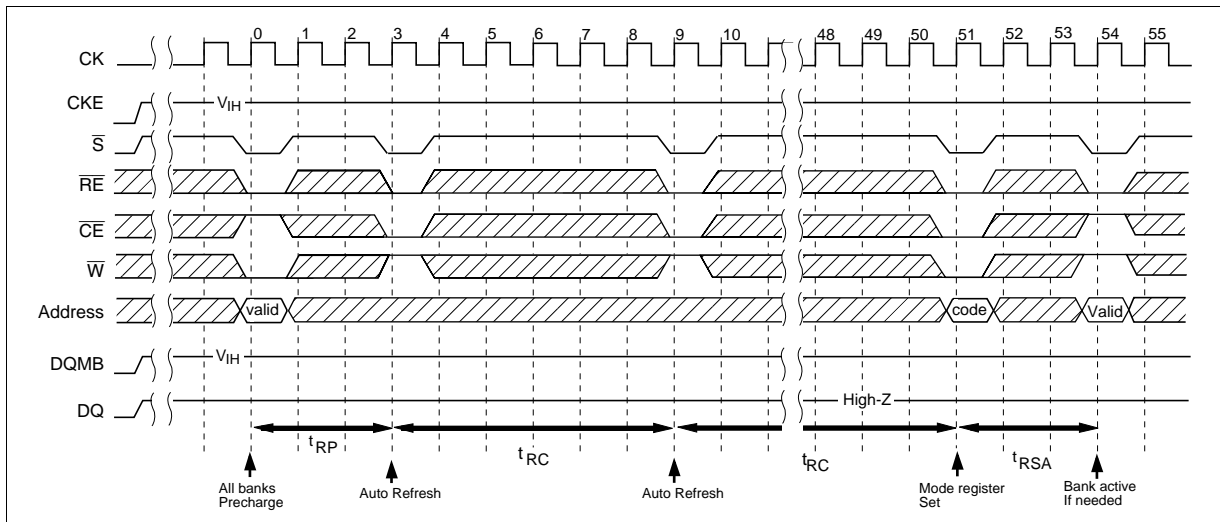 0 1 2 3 4 5 6 7 8 9 10 48 49 50 51 52 53 54 55
CK
CKE VIH
S
RE
CE
W
Address valid code Valid
DQMB VIH
DQ High-Z
tRP tRC tRC tRSA
All banks
Precharge
Auto Refresh
Auto Refresh
Mode register
Set
Bank active
If needed